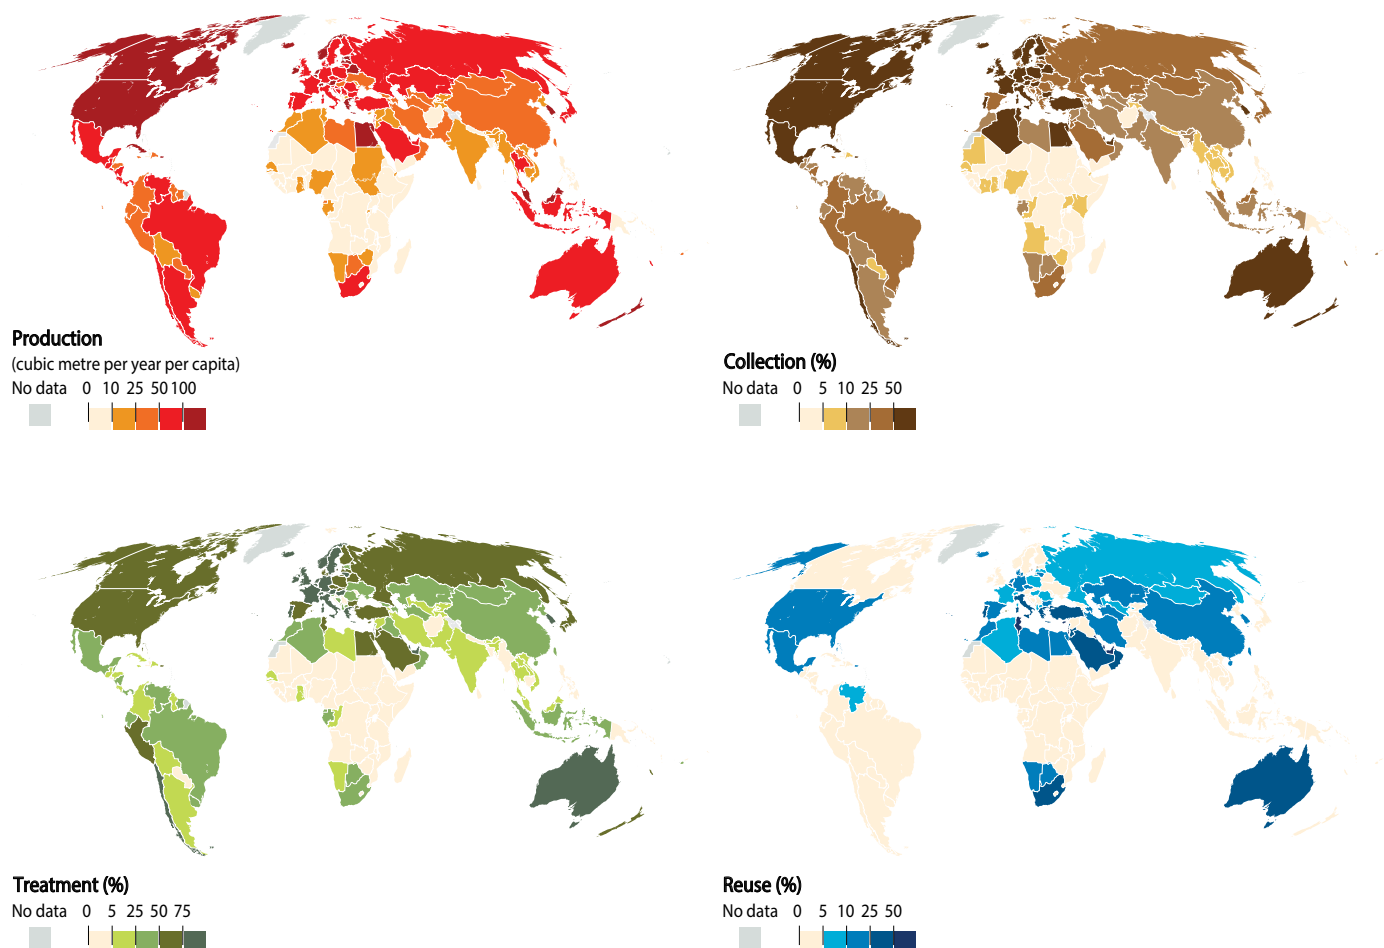 Production
(cubic metre per year per capita)
No data 0 10 25 50 100
Collection (%)
No data 0 5 10 25 50
Treatment (%)
No data 0 5 25 50 75
Reuse (%)
No data 0 5 10 25 50